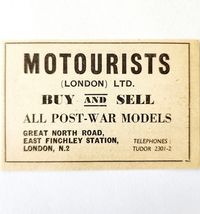 MOTOURISTS
(LONDON) LTD.
BUY AND SELL
ALL POST-WAR MODELS
GREAT NORTH ROAD,
EAST FINCHLEY STATION,
LONDON, N.2
TELEPHONES:
TUDOR 2301-2